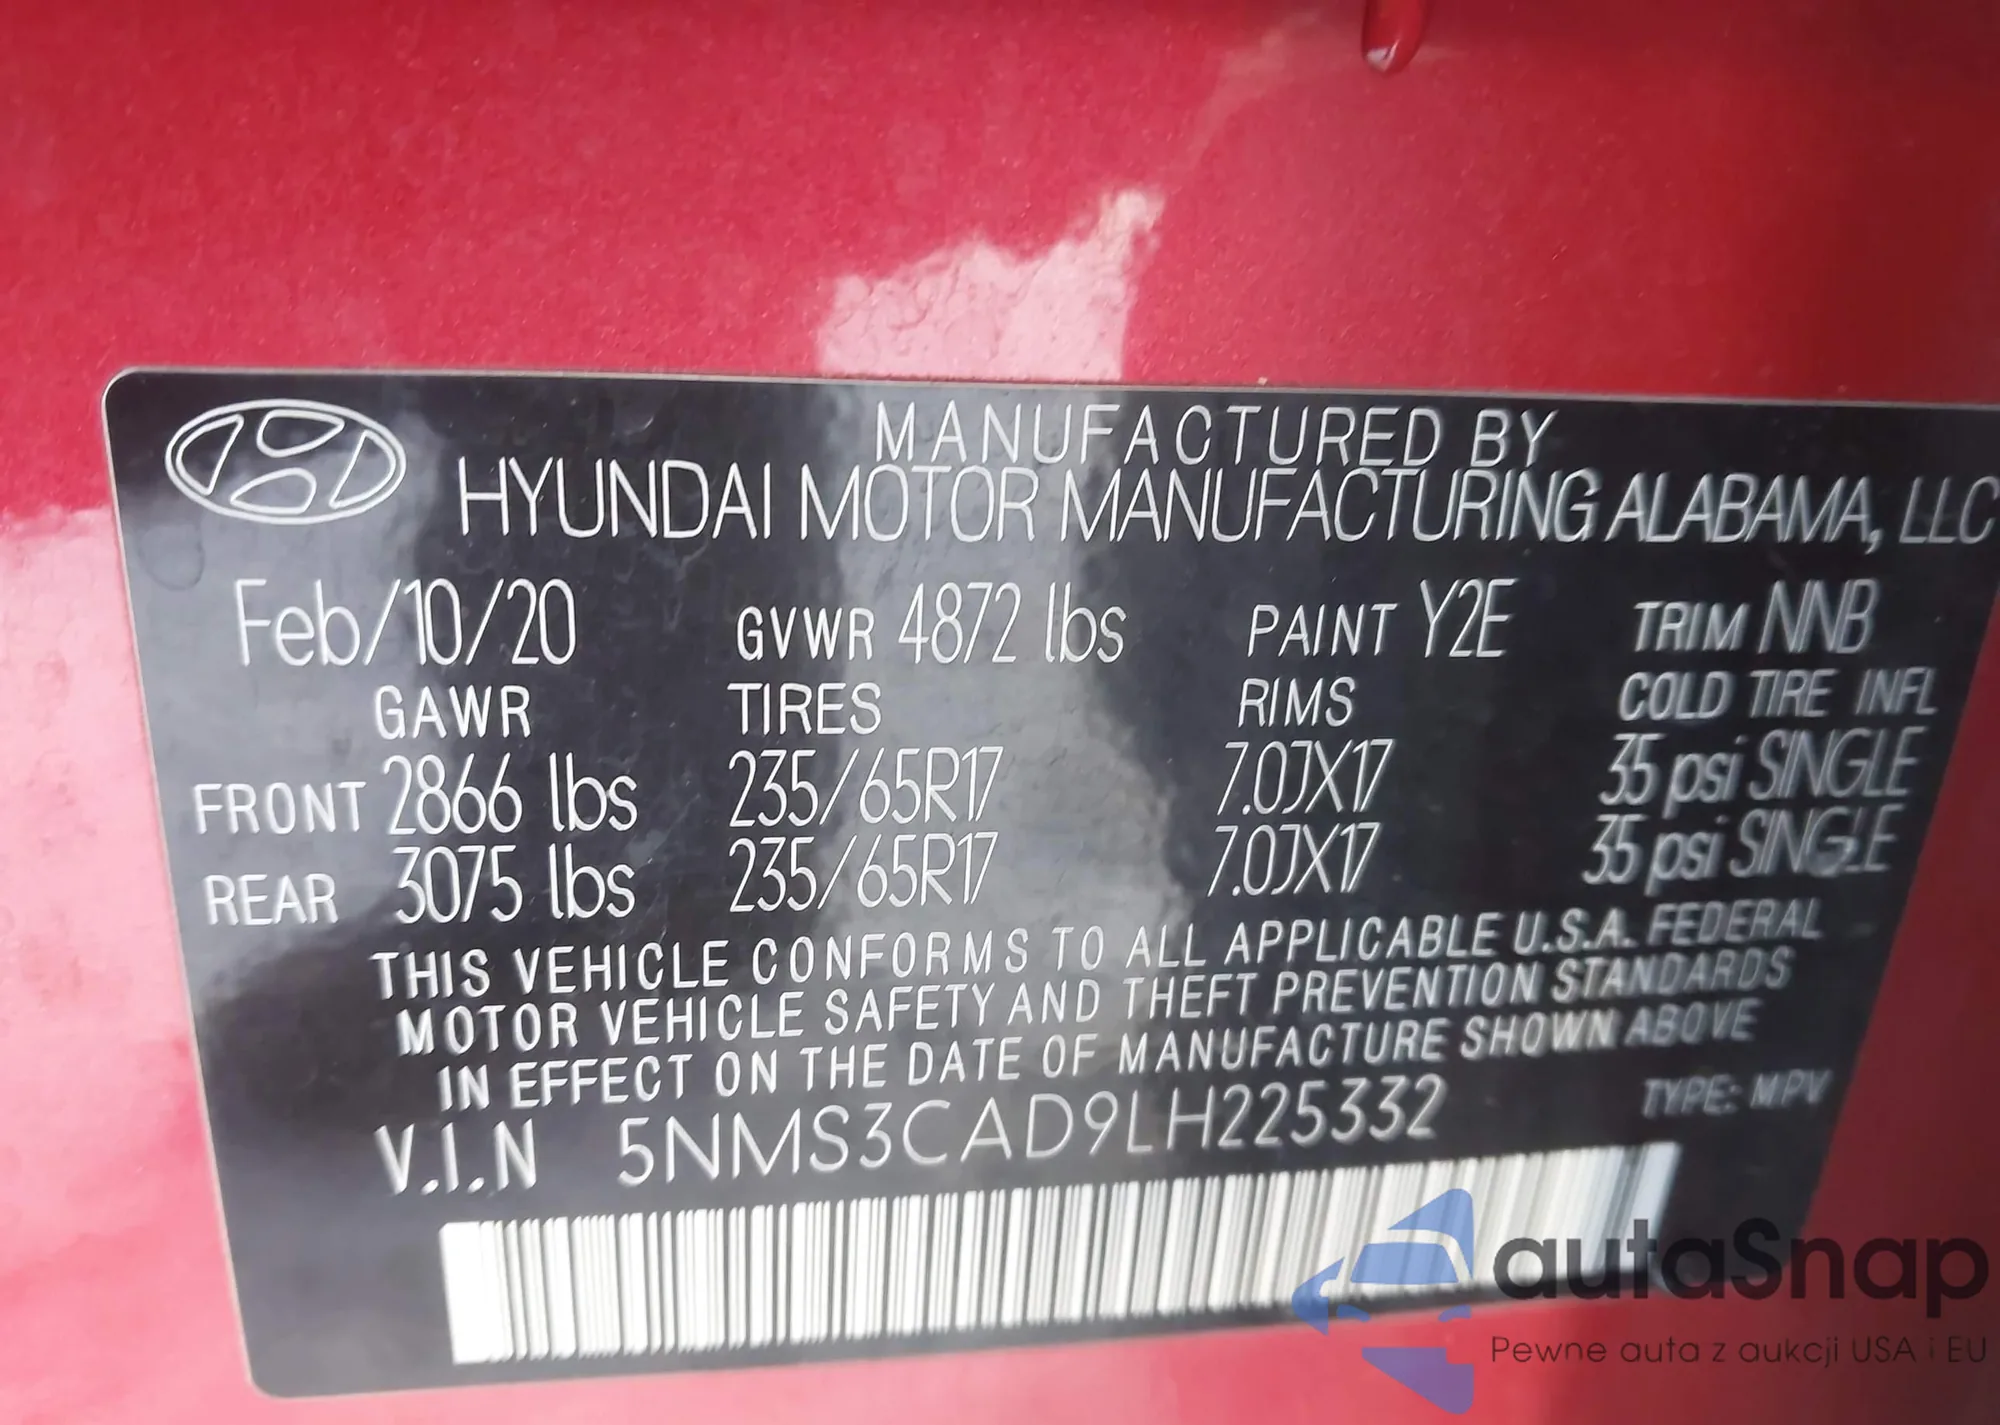 MANUFACTURED BY
HYUNDAI MOTOR MANUFACTURING ALABAMA, LLC
Feb/10/20 GVWR 4872 lbs PAINT Y2E TRIM NNB
GAWR TIRES RIMS COLD TIRE INFL
FRONT 2866 lbs 235/65R17 7.0JX17 35 psi SINGLE
REAR 3075 lbs 235/65R17 7.0JX17 35 psi SINGLE
THIS VEHICLE CONFORMS TO ALL APPLICABLE U.S.A. FEDERAL
MOTOR VEHICLE SAFETY AND THEFT PREVENTION STANDARDS
IN EFFECT ON THE DATE OF MANUFACTURE SHOWN ABOVE
V.I.N 5NMS3CAD9LH225332 TYPE: MPV
autaSnap
Pewne auta z aukcji USA i EU